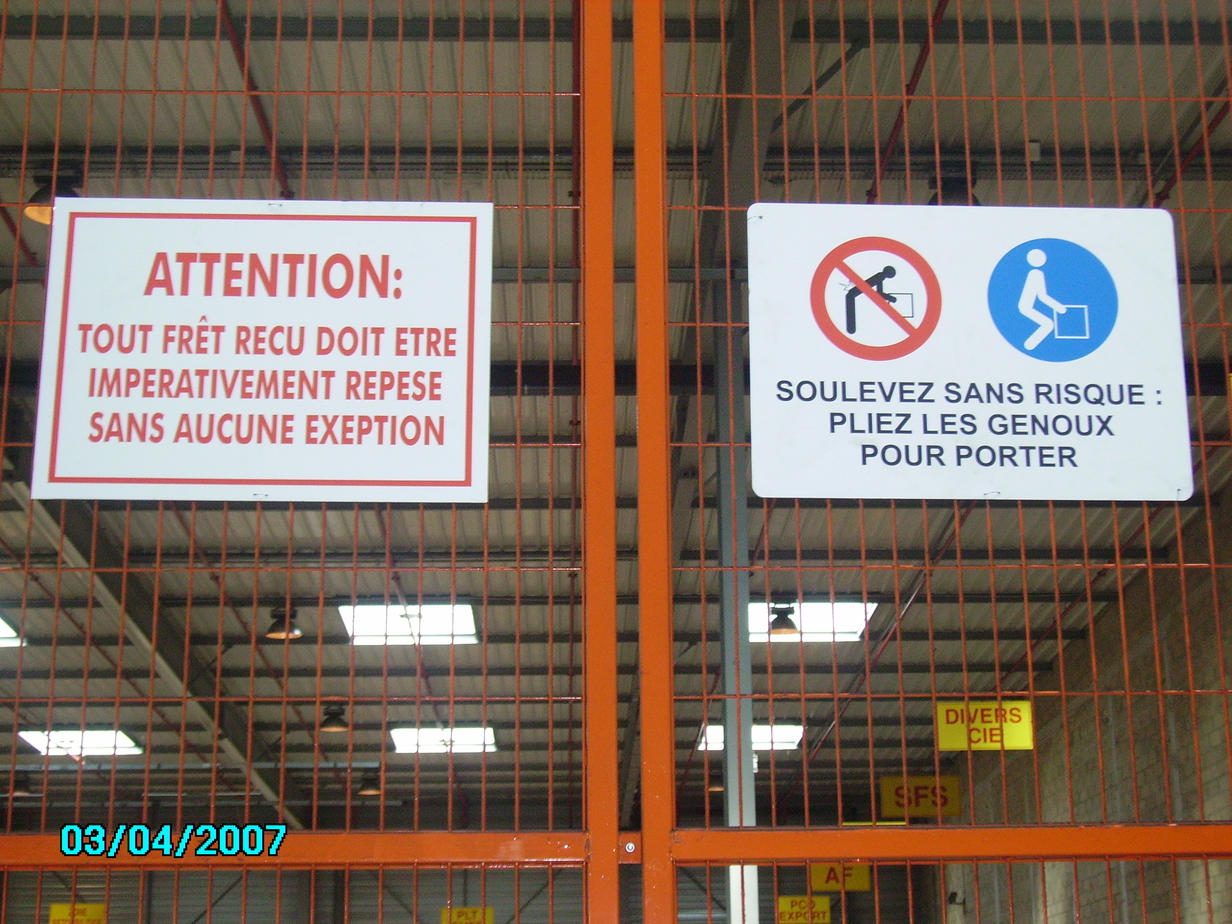 ATTENTION:
TOUT FRÊT RECU DOIT ETRE
IMPERATIVEMENT REPESE
SANS AUCUNE EXEPTION
SOULEVEZ SANS RISQUE :
PLIEZ LES GENOUX
POUR PORTER
DIVERS
CIE
SFS
AF
03/04/2007
PLT
EXPORT